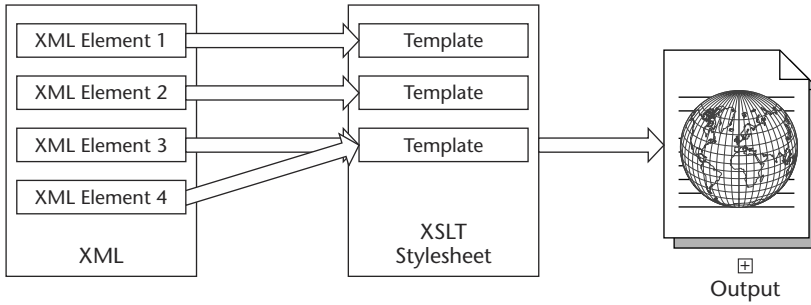 XML Element 1
XML Element 2
XML Element 3
XML Element 4
XML
Template
Template
Template
XSLT
Stylesheet
Output